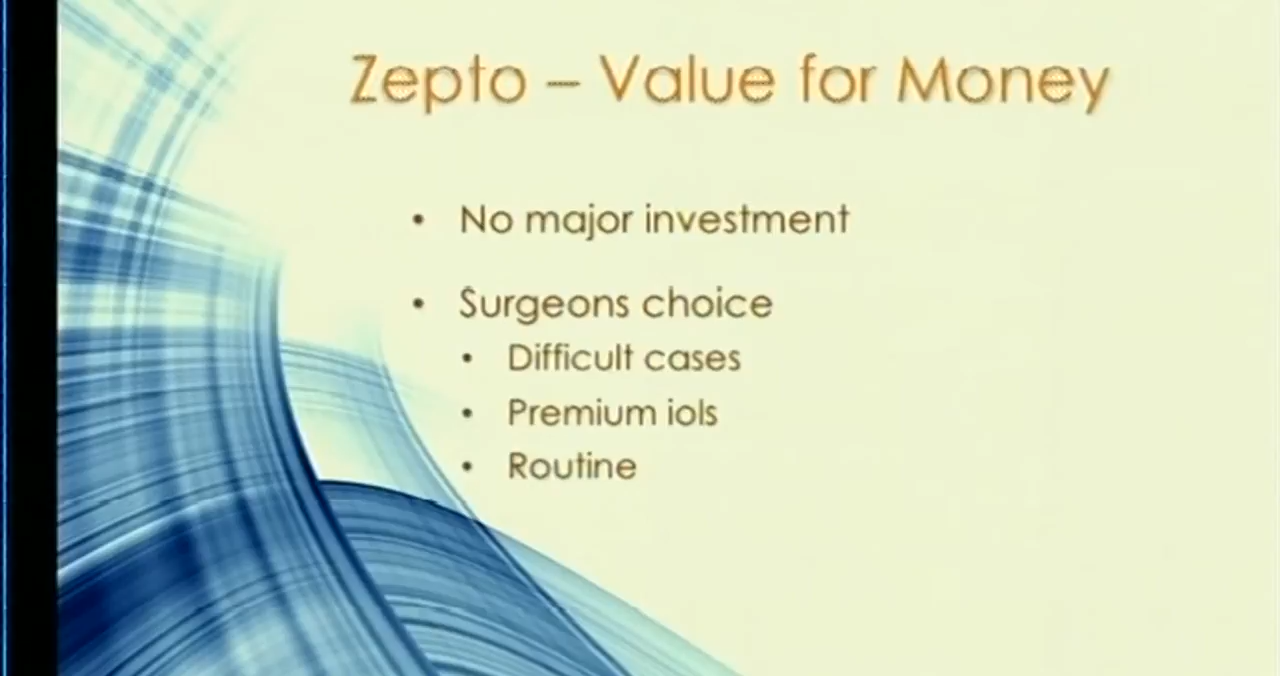 Zepto – Value for Money
• No major investment
• Surgeons choice
• Difficult cases
• Premium iols
• Routine